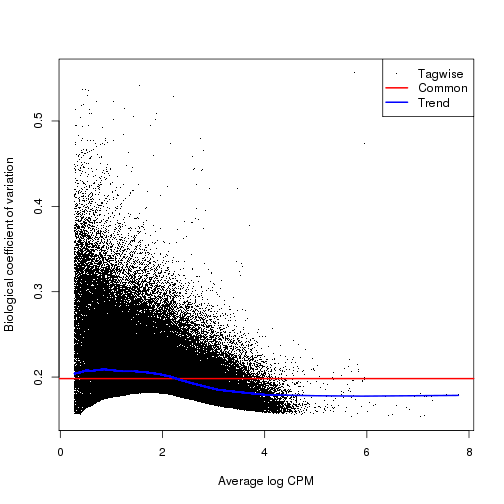 Tagwise
Common
Trend
0.5
0.4
0.3
0.2
Biological coefficient of variation
0 2 4 6 8
Average log CPM